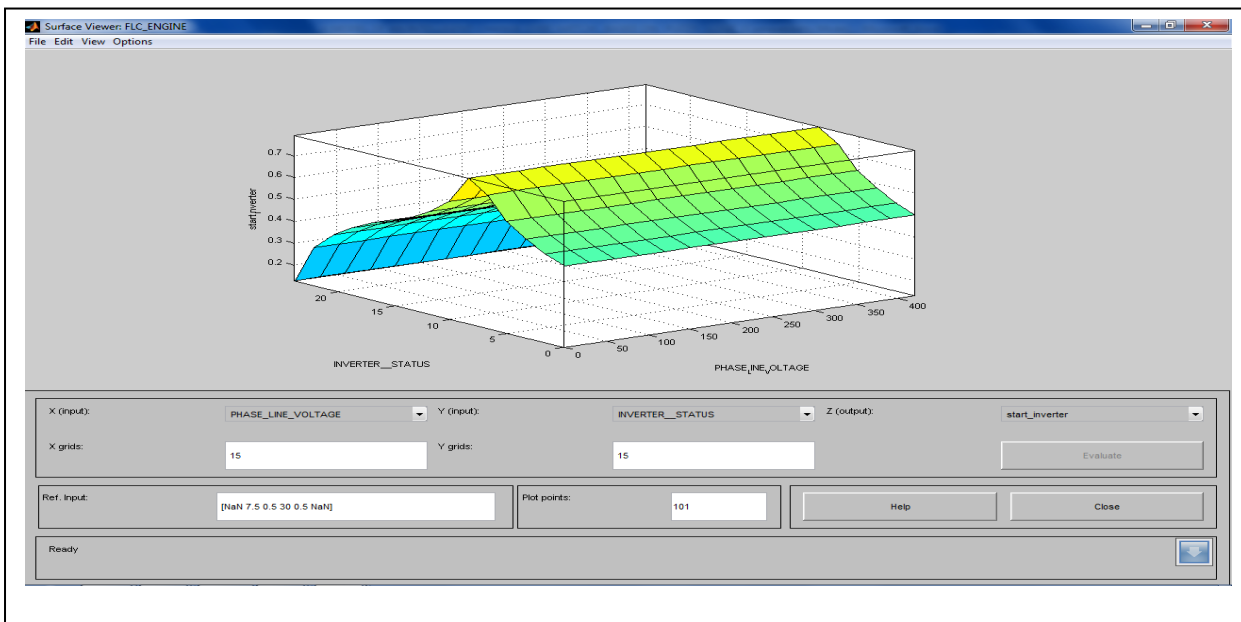 Surface Viewer: FLC_ENGINE
File Edit View Options
0.7
0.6
0.5
0.4
0.3
0.2
20
15
10
5
0
0
50
100
150
200
250
300
350
400
INVERTER__STATUS
PHASE_LINE_VOLTAGE
X (input): PHASE_LINE_VOLTAGE Y (input): INVERTER__STATUS Z (output): start_inverter
X grids: 15 Y grids: 15 Evaluate
Ref. Input: [NaN 7.5 0.5 30 0.5 NaN] Plot points: 101 Help Close
Ready